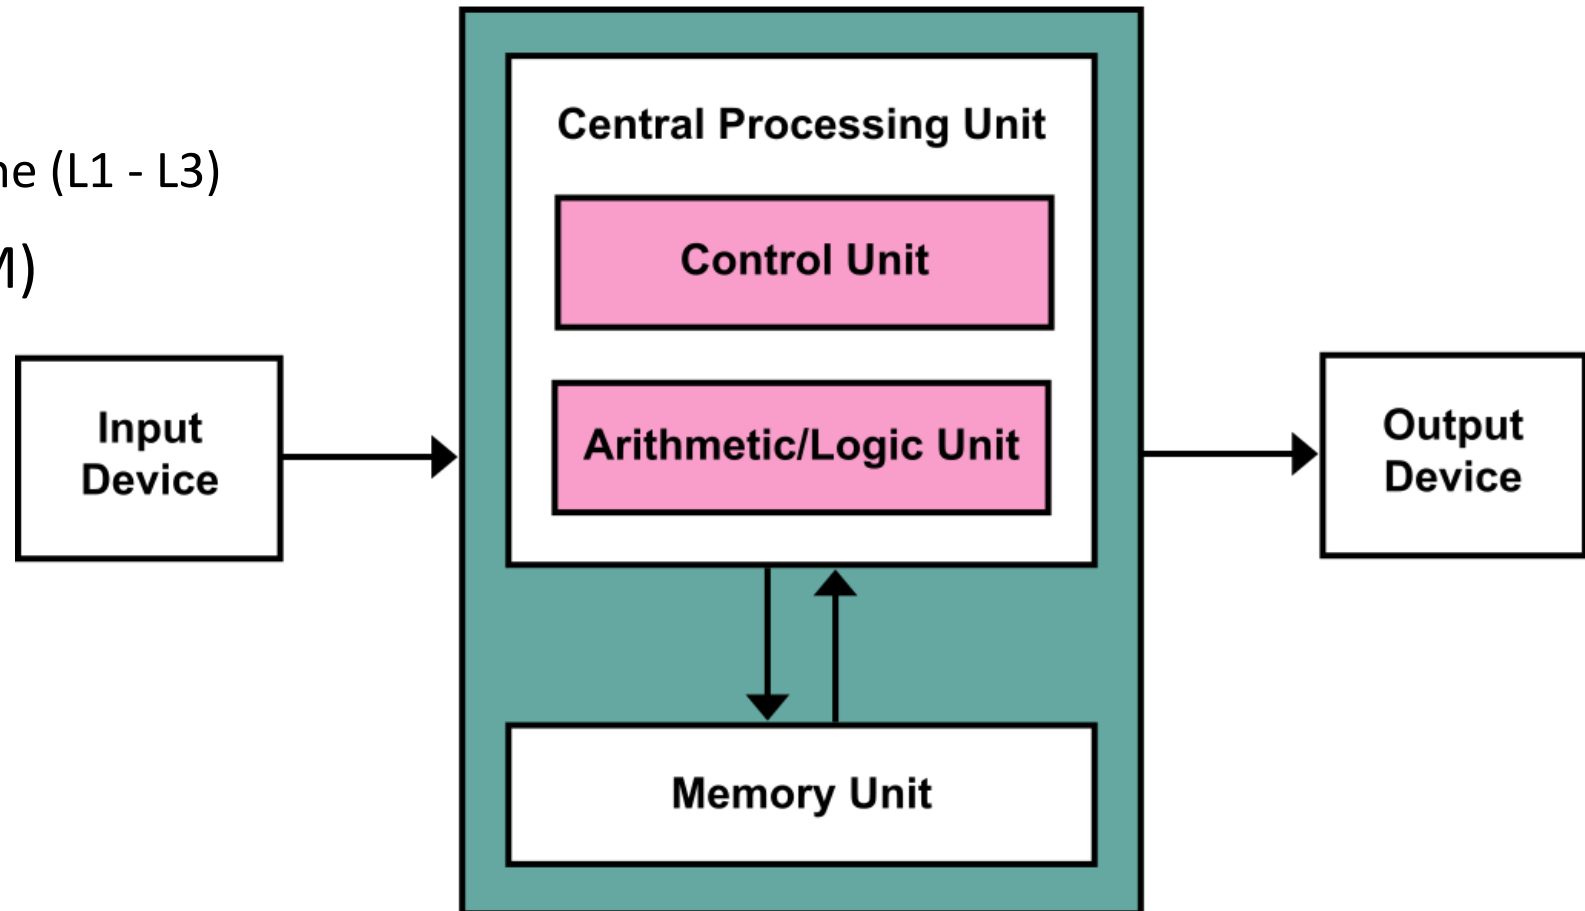 Central Processing Unit
ne (L1 - L3)
Control Unit
)
Input
Device
Arithmetic/Logic Unit
Output
Device
Memory Unit